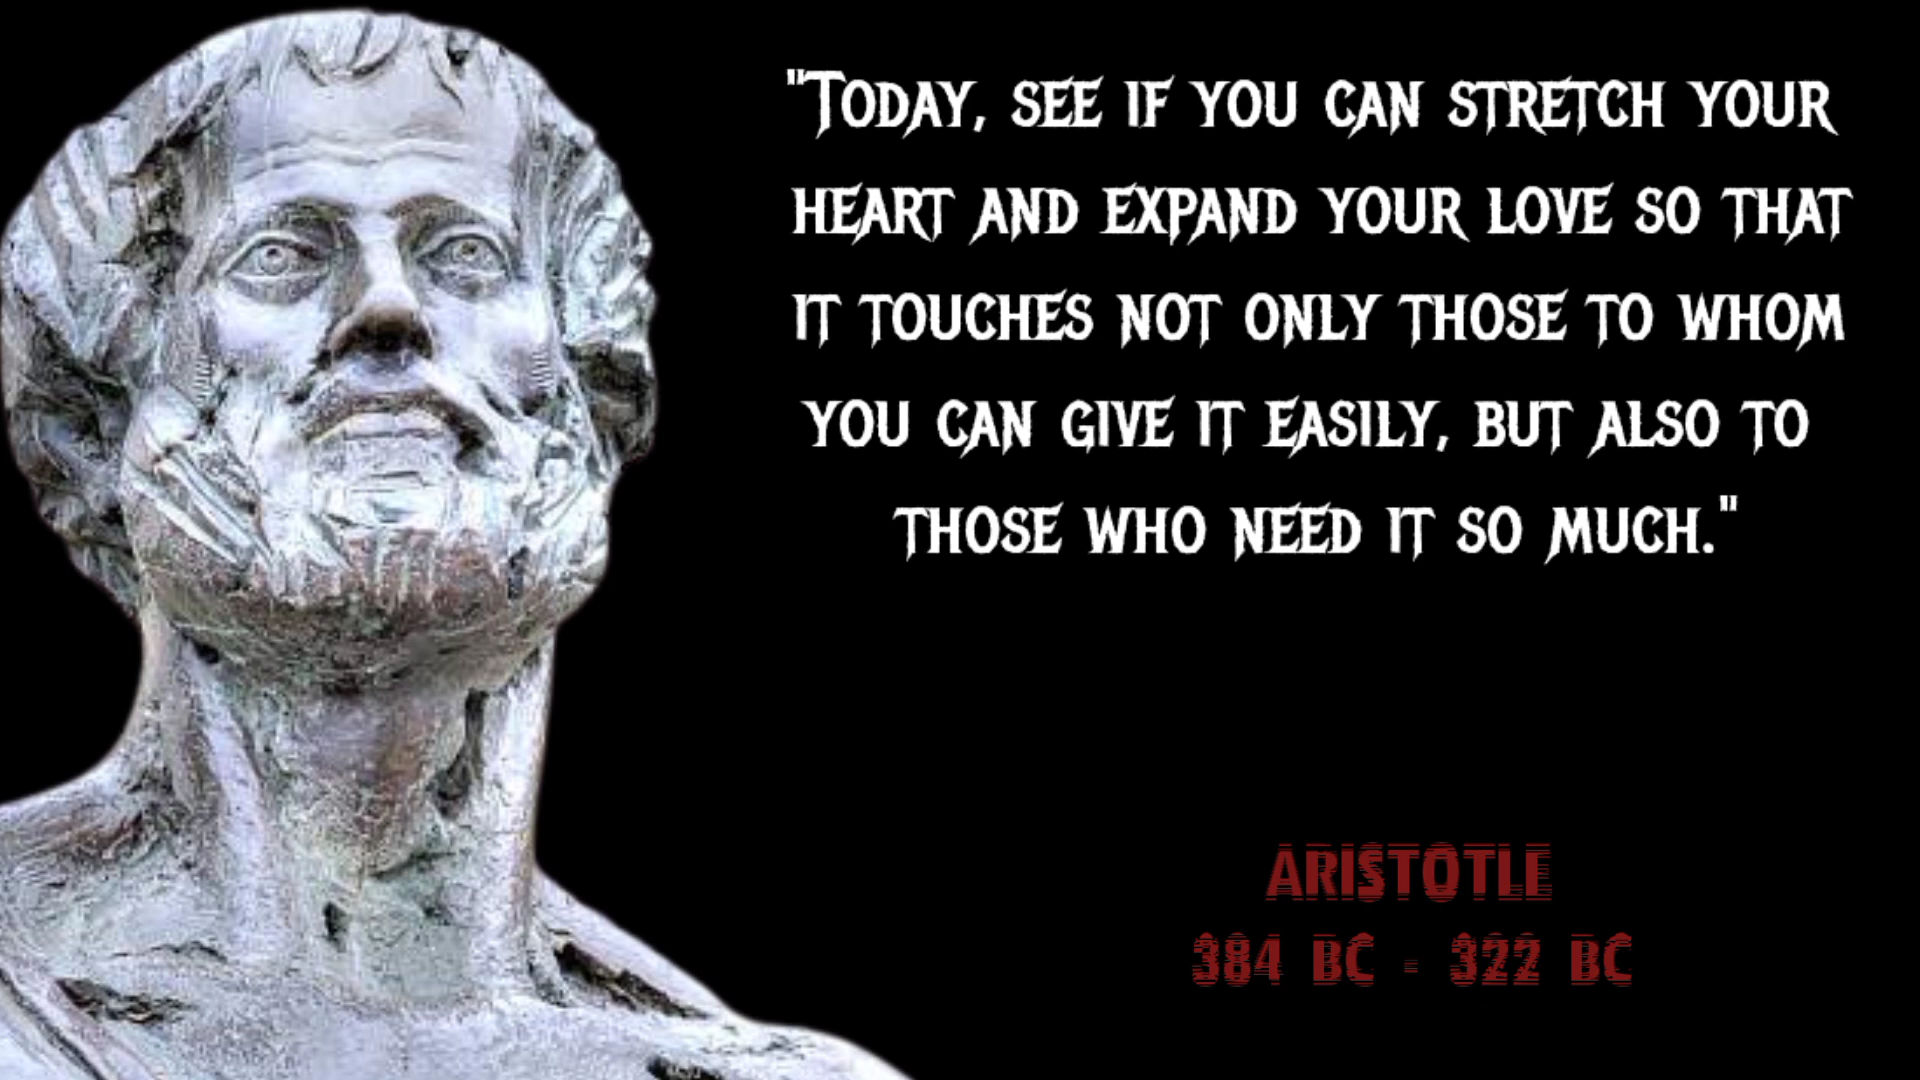 "Today, see if you can stretch your
heart and expand your love so that
it touches not only those to whom
you can give it easily, but also to
those who need it so much."
ARISTOTLE
384 BC - 322 BC